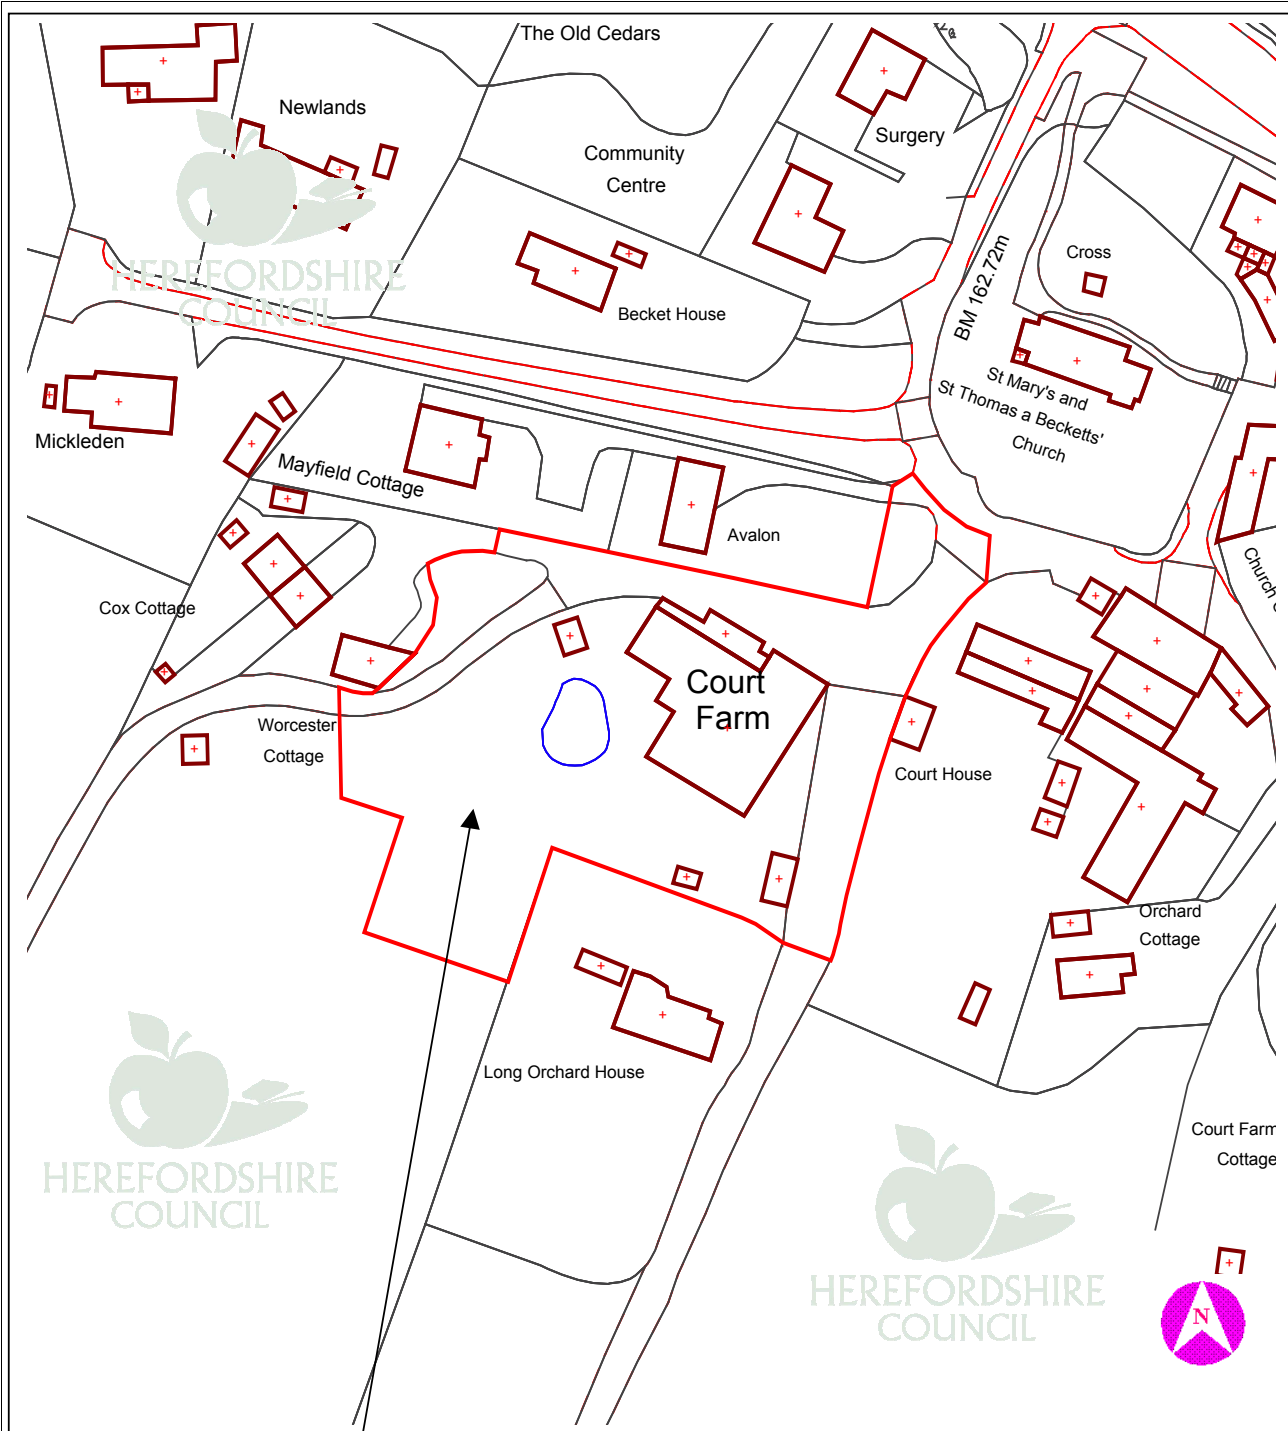 The Old Cedars
Newlands
Surgery
Community
Centre
HEREFORDSHIRE
COUNCIL
Becket House
BM 162.72m
Cross
St Mary's and
St Thomas a Becketts'
Church
Mickleden
Mayfield Cottage
Avalon
Cox Cottage
Court
Farm
Worcester
Cottage
Court House
Orchard
Cottage
Long Orchard House
HEREFORDSHIRE
COUNCIL
Court Farm
Cottage
HEREFORDSHIRE
COUNCIL
N
Church